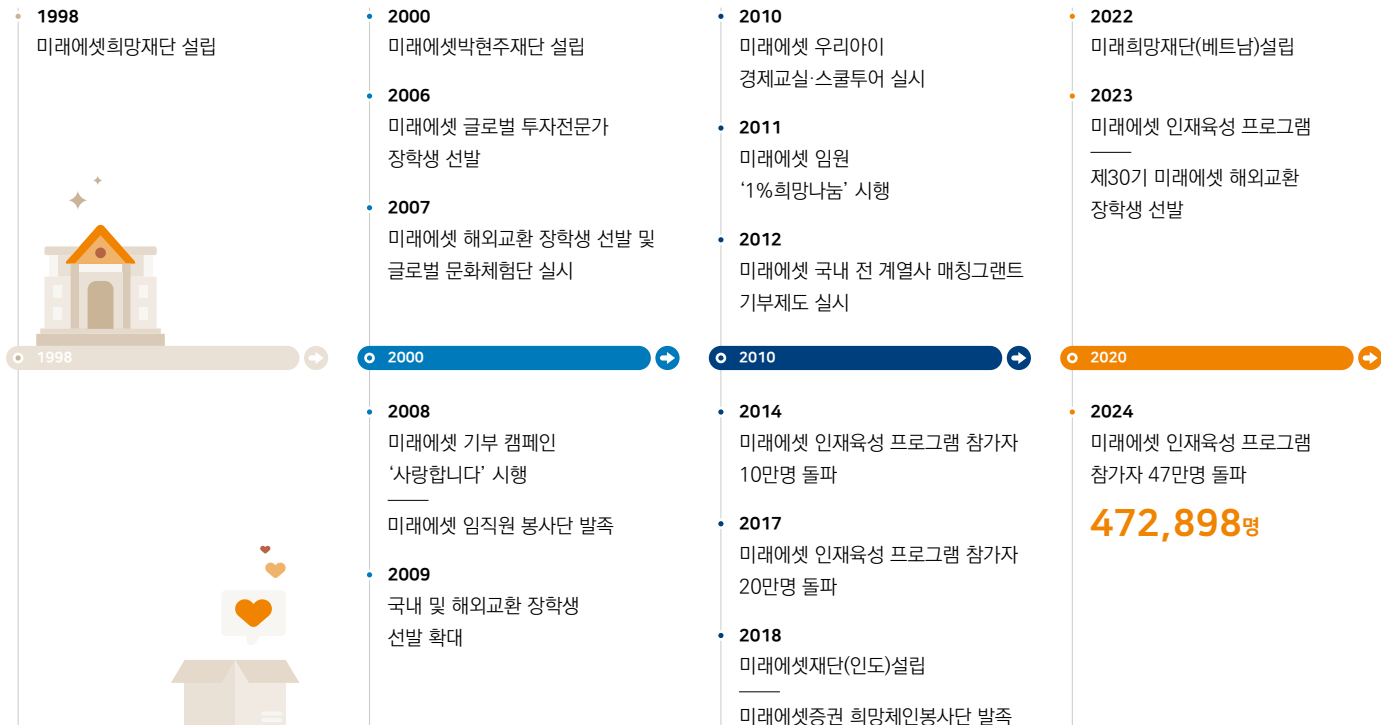 1998
미래에셋희망재단 설립
1998
2000
미래에셋박현주재단 설립
2006
미래에셋 글로벌 투자전문가
장학생 선발
2007
미래에셋 해외교환 장학생 선발 및
글로벌 문화체험단 실시
2000
2008
미래에셋 기부 캠페인
‘사랑합니다’ 시행
미래에셋 임직원 봉사단 발족
2009
국내 및 해외교환 장학생
선발 확대
2010
미래에셋 우리아이
경제교실·스쿨투어 실시
2011
미래에셋 임원
‘1%희망나눔’ 시행
2012
미래에셋 국내 전 계열사 매칭그랜트
기부제도 실시
2010
2014
미래에셋 인재육성 프로그램 참가자
10만명 돌파
2017
미래에셋 인재육성 프로그램 참가자
20만명 돌파
2018
미래에셋재단(인도)설립
미래에셋증권 희망체인봉사단 발족
2022
미래희망재단(베트남)설립
2023
미래에셋 인재육성 프로그램
제30기 미래에셋 해외교환
장학생 선발
2020
2024
미래에셋 인재육성 프로그램
참가자 47만명 돌파
472,898명